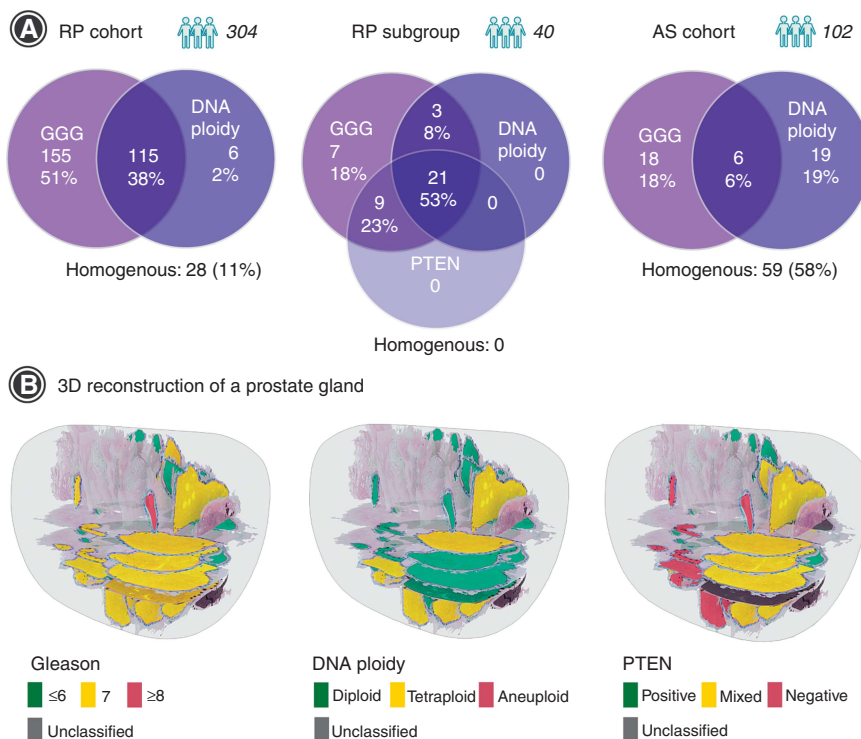 A RP cohort 304 RP subgroup 40 AS cohort 102
GGG
155
51%
115
38%
DNA
ploidy
6
2%
Homogenous: 28 (11%)
GGG
7
18%
3
8%
DNA
ploidy
0
21
53%
9
23%
0
PTEN
0
Homogenous: 0
GGG
18
18%
6
6%
DNA
ploidy
19
19%
Homogenous: 59 (58%)
B 3D reconstruction of a prostate gland
Gleason
≤6 7 ≥8
Unclassified
DNA ploidy
Diploid Tetraploid Aneuploid
Unclassified
PTEN
Positive Mixed Negative
Unclassified